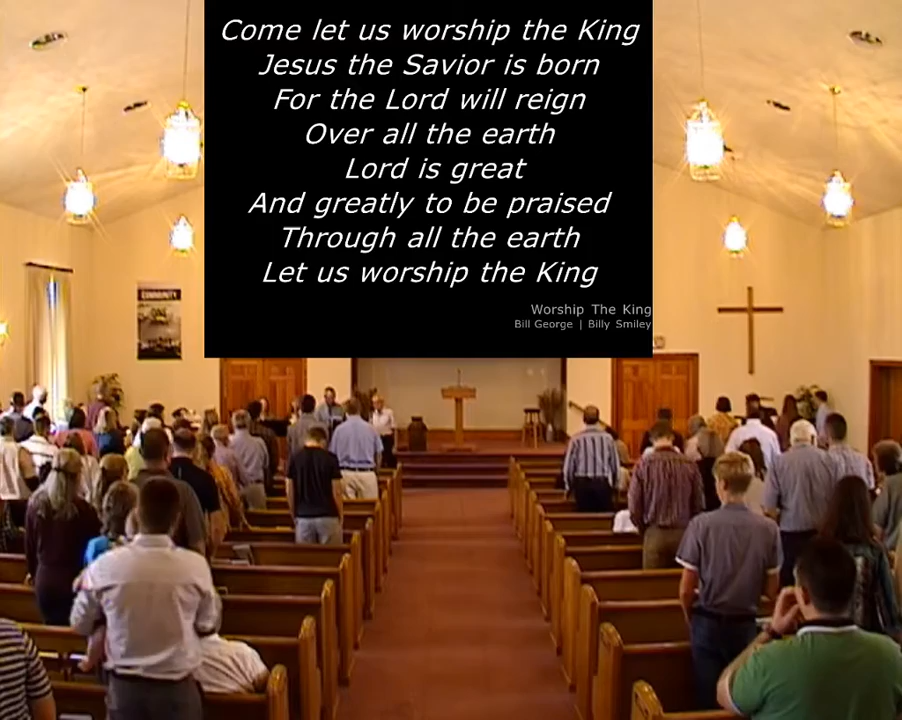 Come let us worship the King
Jesus the Savior is born
For the Lord will reign
Over all the earth
Lord is great
And greatly to be praised
Through all the earth
Let us worship the King
Worship The King
Bill George | Billy Smiley
COMMUNITY